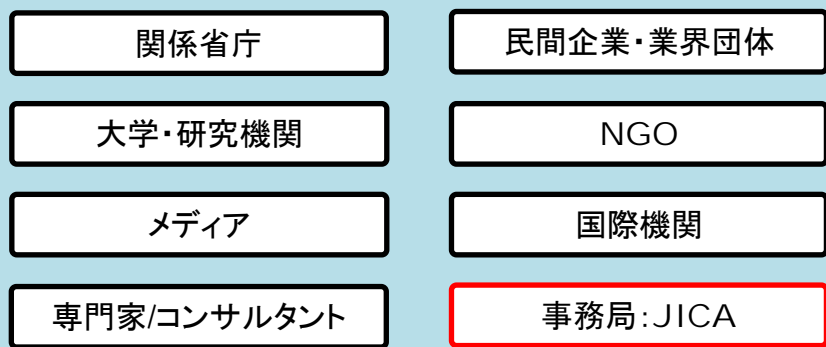 関係省庁
民間企業・業界団体
大学・研究機関
NGO
メディア
国際機関
専門家/コンサルタント
事務局:JICA